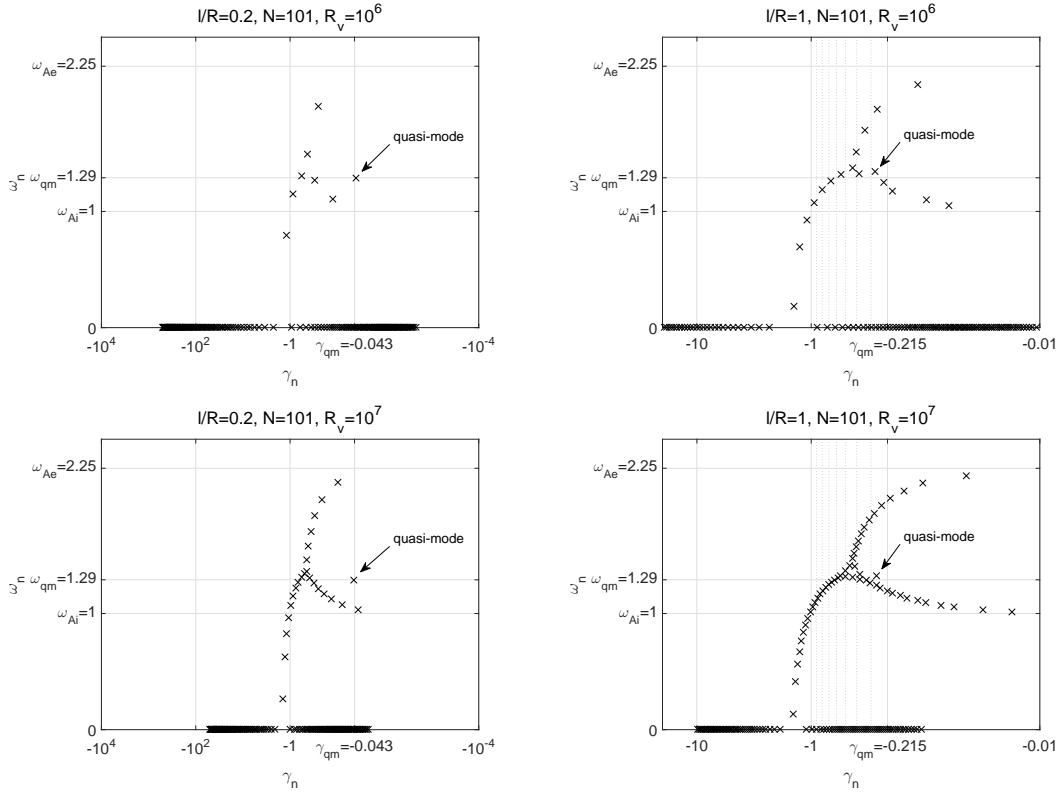 l/R=0.2, N=101, R_v=10^6
ω_Ae=2.25
quasi-mode
ω_n ω_qm=1.29
ω_Ai=1
0
-10^4 -10^2 -1 γ_qm=-0.043 -10^-4
γ_n
l/R=1, N=101, R_v=10^6
ω_Ae=2.25
quasi-mode
ω_n ω_qm=1.29
ω_Ai=1
0
-10 -1 γ_qm=-0.215 -0.01
γ_n
l/R=0.2, N=101, R_v=10^7
ω_Ae=2.25
quasi-mode
ω_n ω_qm=1.29
ω_Ai=1
0
-10^4 -10^2 -1 γ_qm=-0.043 -10^-4
γ_n
l/R=1, N=101, R_v=10^7
ω_Ae=2.25
quasi-mode
ω_n ω_qm=1.29
ω_Ai=1
0
-10 -1 γ_qm=-0.215 -0.01
γ_n